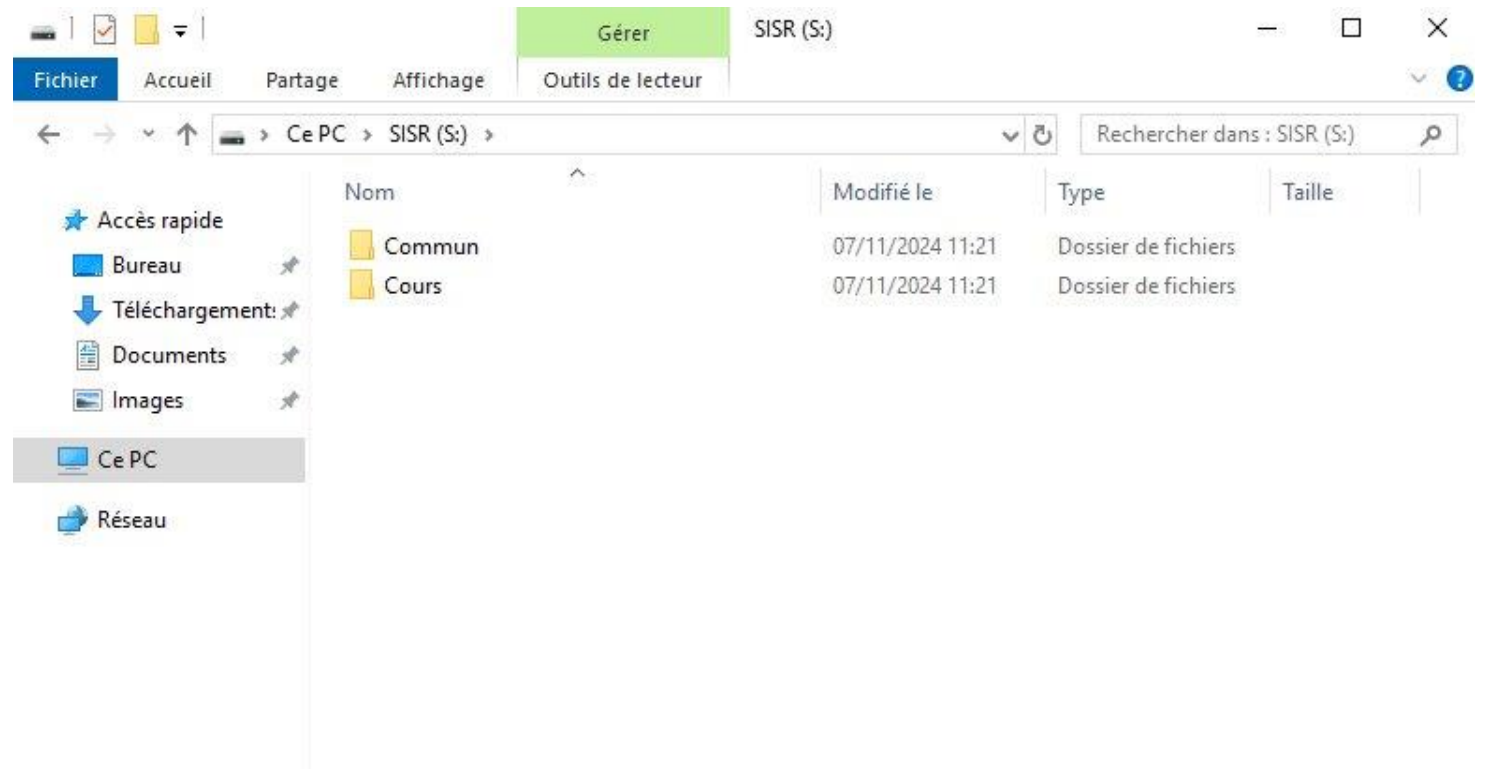 Gérer SISR (S:)
Fichier Accueil Partage Affichage Outils de lecteur
Ce PC > SISR (S:) > Rechercher dans : SISR (S:)
Nom Modifié le Type Taille
Accès rapide
Commun 07/11/2024 11:21 Dossier de fichiers
Bureau
Cours 07/11/2024 11:21 Dossier de fichiers
Téléchargement:
Documents
Images
Ce PC
Réseau